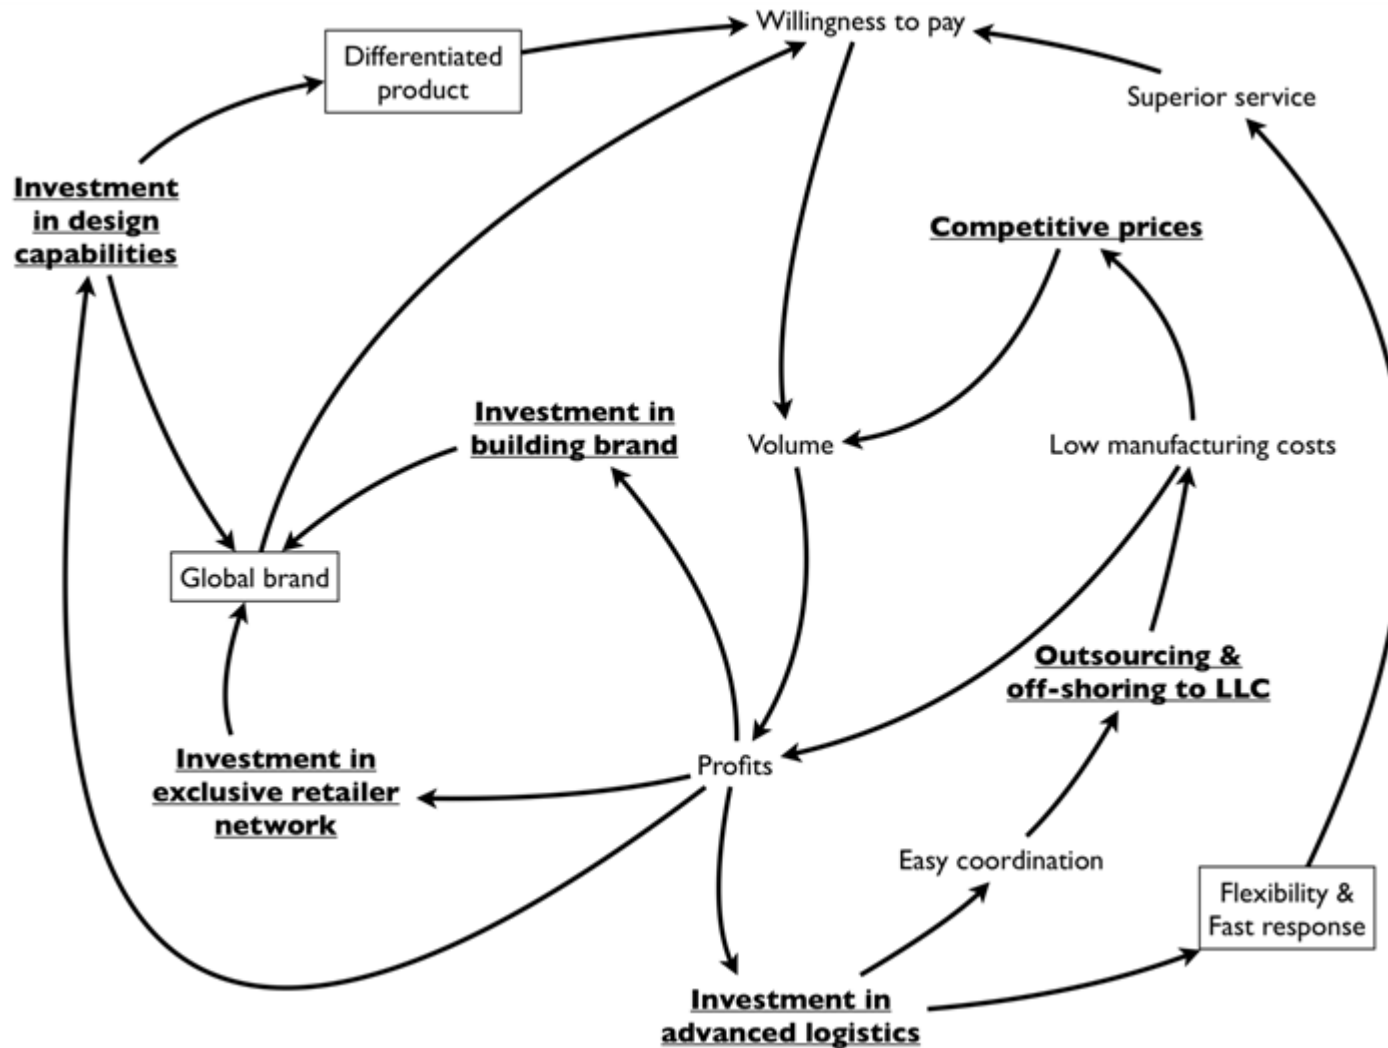 Willingness to pay
Differentiated
product
Superior service
Investment
in design
capabilities
Competitive prices
Investment in
building brand
Volume
Low manufacturing costs
Global brand
Outsourcing &
off-shoring to LLC
Investment in
exclusive retailer
network
Profits
Easy coordination
Flexibility &
Fast response
Investment in
advanced logistics